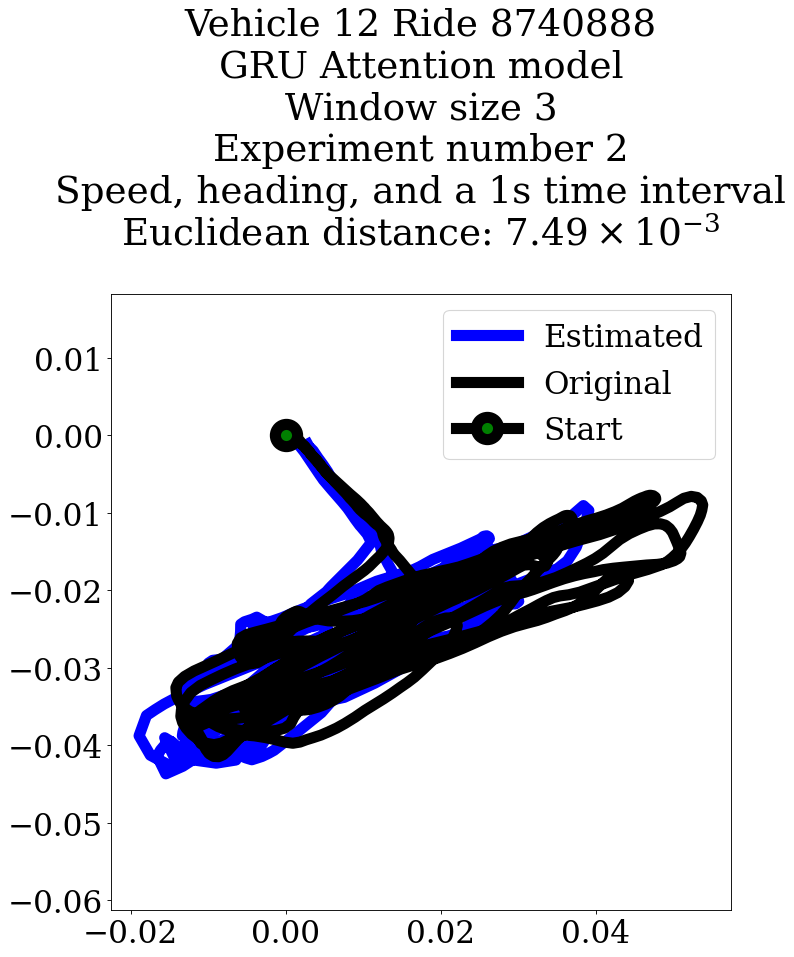 Vehicle 12 Ride 8740888
GRU Attention model
Window size 3
Experiment number 2
Speed, heading, and a 1s time interval
Euclidean distance: 7.49 × 10⁻³
Estimated
Original
Start
0.01
0.00
−0.01
−0.02
−0.03
−0.04
−0.05
−0.06
−0.02 0.00 0.02 0.04